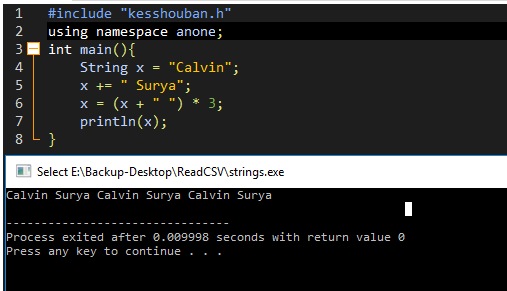 1 #include "kesshouban.h"
2 using namespace anone;
3 int main(){
4 String x = "Calvin";
5 x += " Surya";
6 x = (x + " ") * 3;
7 println(x);
8 }
Select E:\Backup-Desktop\ReadCSV\strings.exe
Calvin Surya Calvin Surya Calvin Surya
--------------------------------
Process exited after 0.009998 seconds with return value 0
Press any key to continue . . .